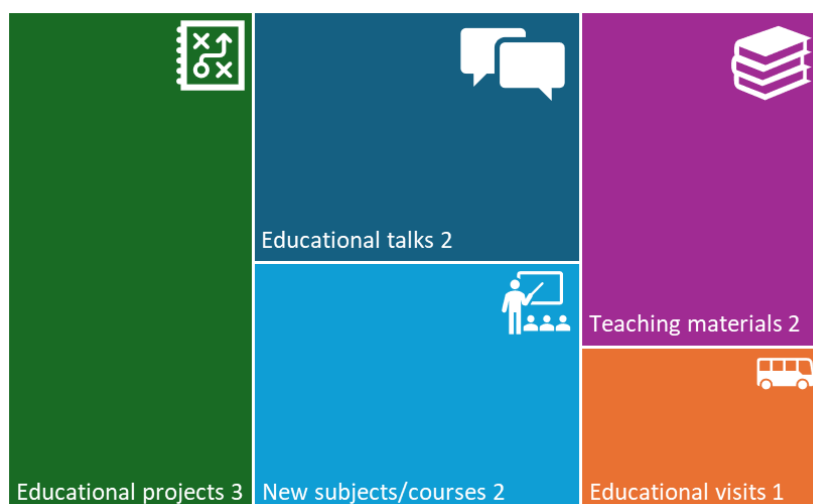 Educational projects 3
Educational talks 2
New subjects/courses 2
Teaching materials 2
Educational visits 1